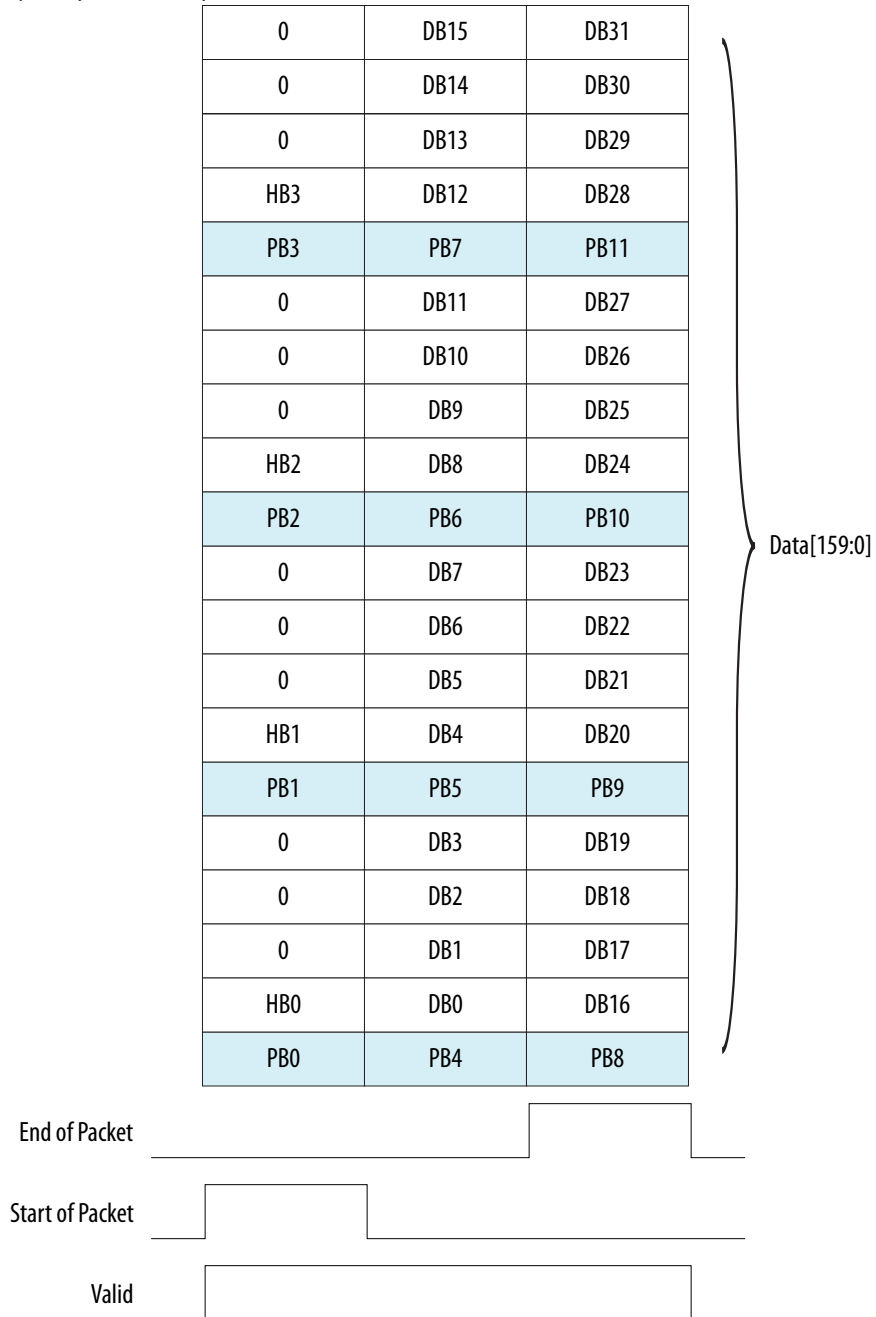 0 DB15 DB31
0 DB14 DB30
0 DB13 DB29
HB3 DB12 DB28
PB3 PB7 PB11
0 DB11 DB27
0 DB10 DB26
0 DB9 DB25
HB2 DB8 DB24
PB2 PB6 PB10
Data[159:0]
0 DB7 DB23
0 DB6 DB22
0 DB5 DB21
HB1 DB4 DB20
PB1 PB5 PB9
0 DB3 DB19
0 DB2 DB18
0 DB1 DB17
HB0 DB0 DB16
PB0 PB4 PB8
End of Packet
Start of Packet
Valid